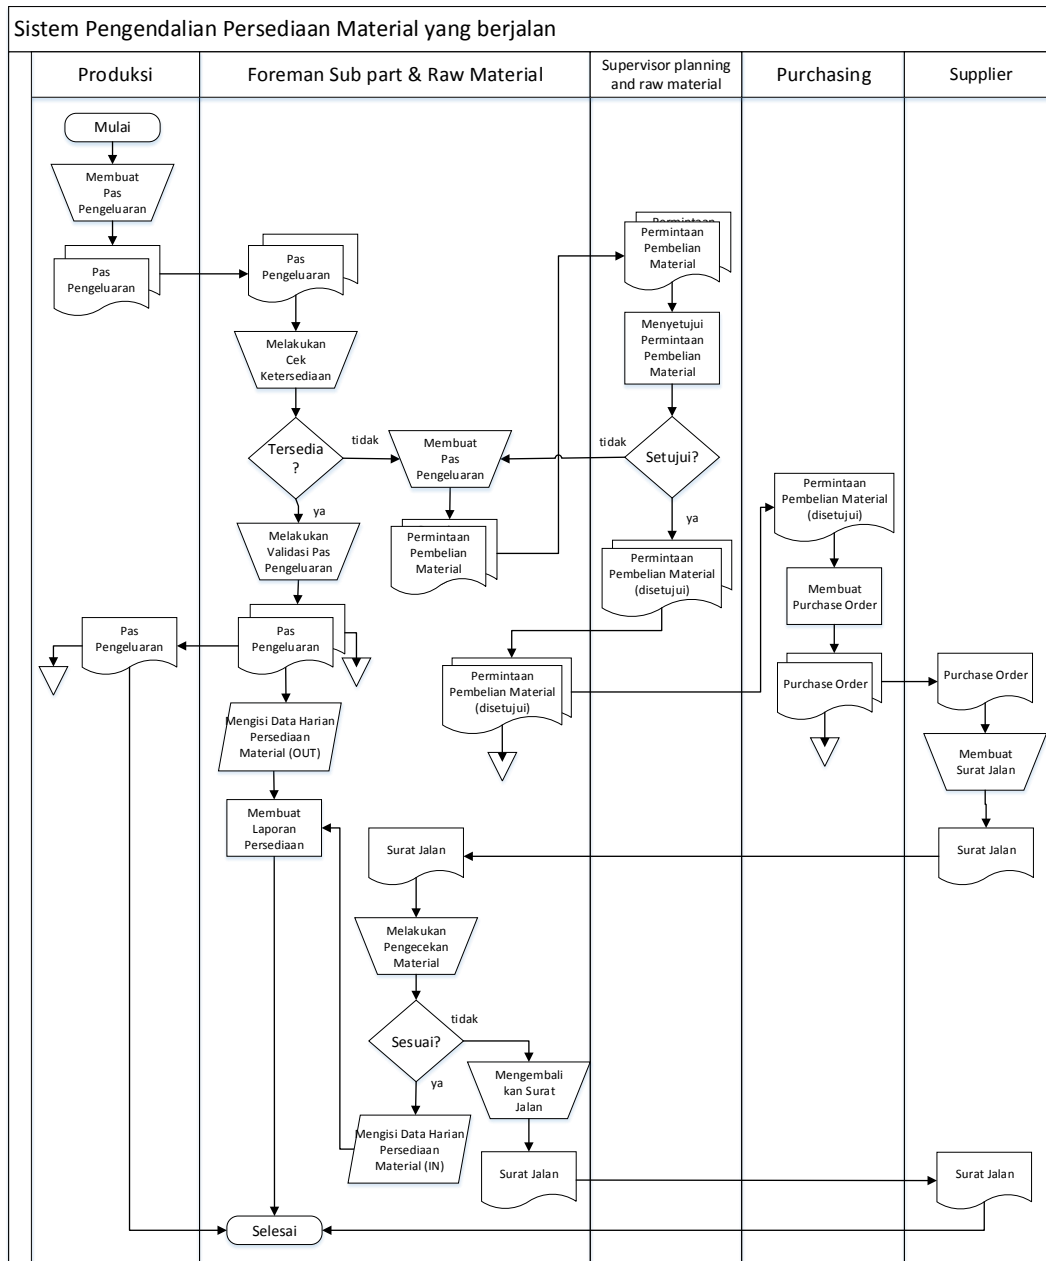 Sistem Pengendalian Persediaan Material yang berjalan
Produksi
Foreman Sub part & Raw Material
Supervisor planning
and raw material
Purchasing
Supplier
Mulai
Membuat
Pas
Pengeluaran
Pas
Pengeluaran
Pas
Pengeluaran
Melakukan
Cek
Ketersediaan
Tersedia
?
tidak
ya
Membuat
Pas
Pengeluaran
Permintaan
Pembelian
Material
Permintaan
Permintaan
Pembelian
Material
Menyetujui
Permintaan
Pembelian
Material
Setujui?
tidak
ya
Permintaan
Pembelian Material
(disetujui)
Melakukan
Validasi Pas
Pengeluaran
Pas
Pengeluaran
Pas
Pengeluaran
Permintaan
Pembelian Material
(disetujui)
Permintaan
Pembelian Material
(disetujui)
Membuat
Purchase Order
Purchase Order
Purchase Order
Membuat
Surat Jalan
Surat Jalan
Mengisi Data Harian
Persediaan
Material (OUT)
Membuat
Laporan
Persediaan
Surat Jalan
Melakukan
Pengecekan
Material
Sesuai?
tidak
ya
Mengembali
kan Surat
Jalan
Mengisi Data Harian
Persediaan
Material (IN)
Surat Jalan
Surat Jalan
Selesai